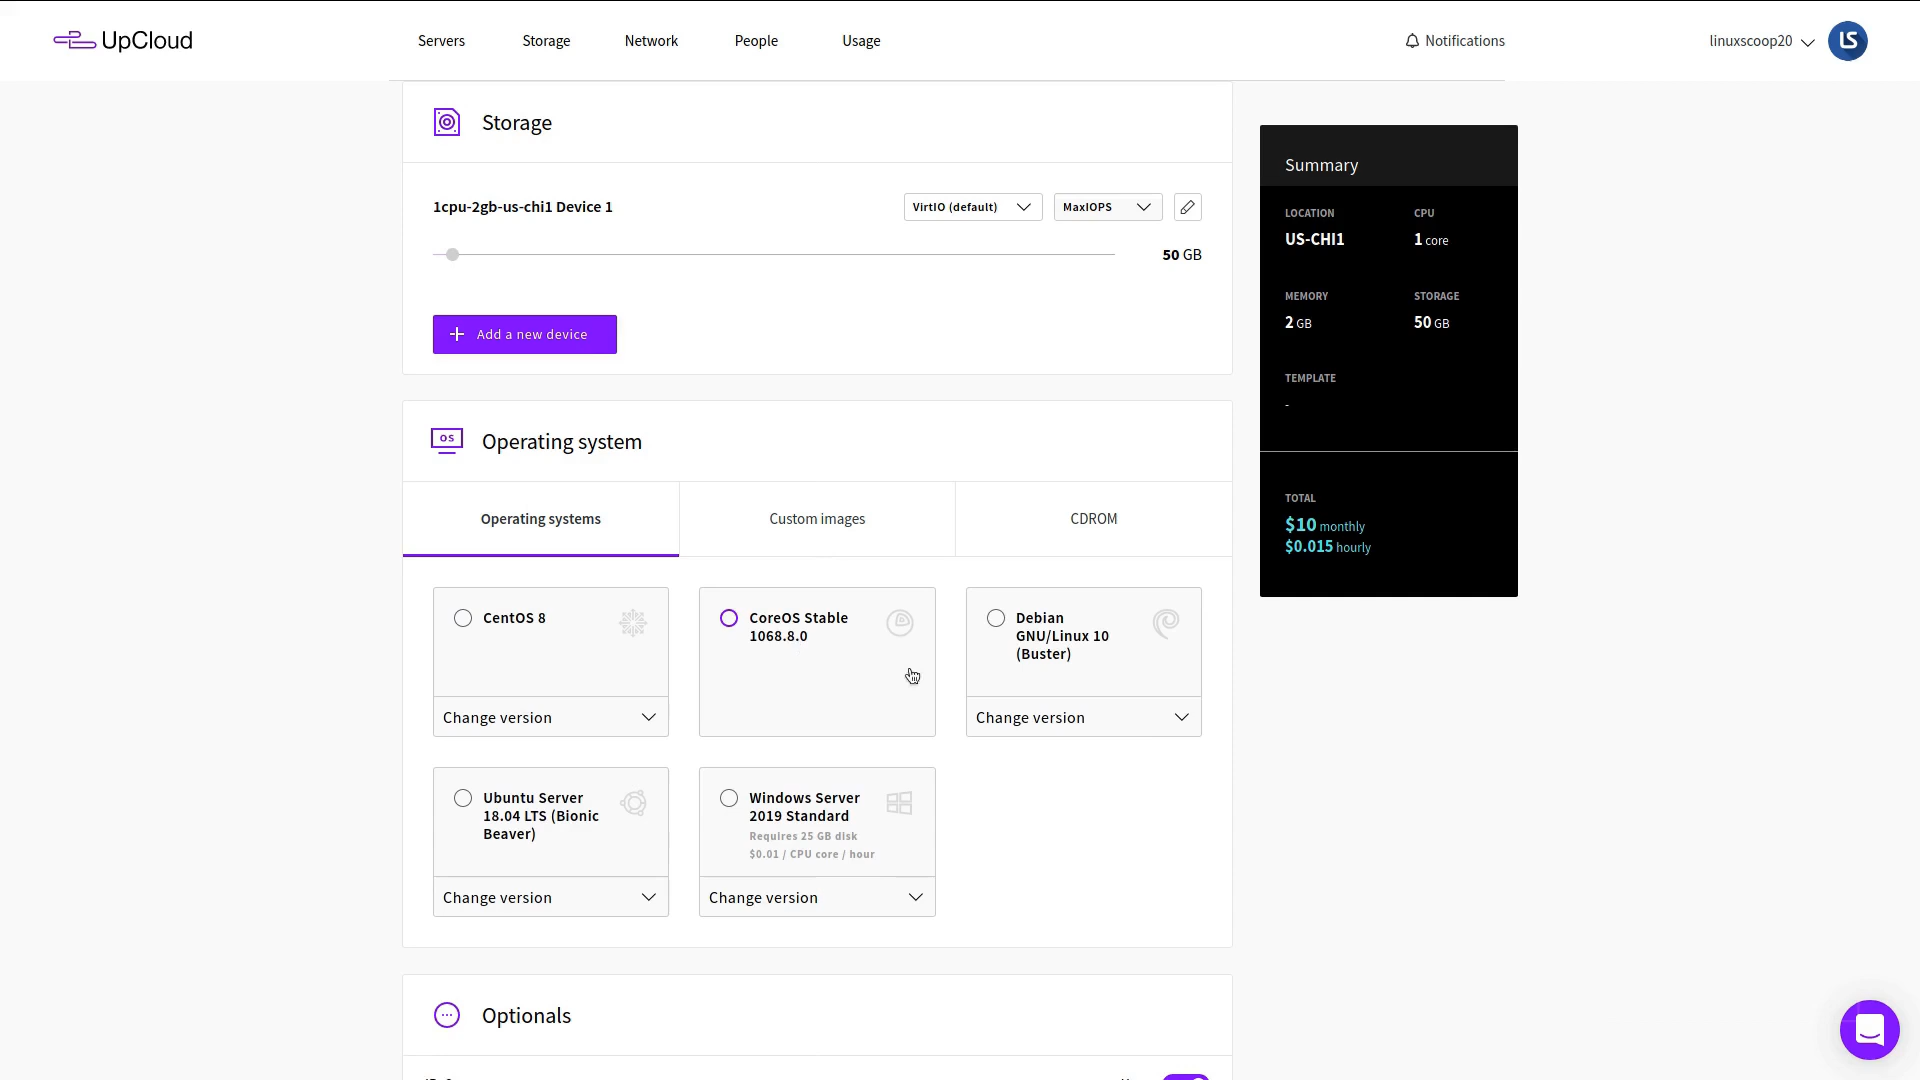 UpCloud
Servers
Storage
Network
People
Usage
Notifications
linuxscoop20
LS
Storage
1cpu-2gb-us-chi1 Device 1
VirtIO (default)
MaxIOPS
50 GB
Add a new device
OS
Operating system
Operating systems
Custom images
CDROM
CentOS 8
Change version
CoreOS Stable
1068.8.0
Debian
GNU/Linux 10
(Buster)
Change version
Ubuntu Server
18.04 LTS (Bionic
Beaver)
Change version
Windows Server
2019 Standard
Requires 25 GB disk
$0.01 / CPU core / hour
Change version
Optionals
Summary
LOCATION
US-CHI1
CPU
1 core
MEMORY
2 GB
STORAGE
50 GB
TEMPLATE
-
TOTAL
$10 monthly
$0.015 hourly